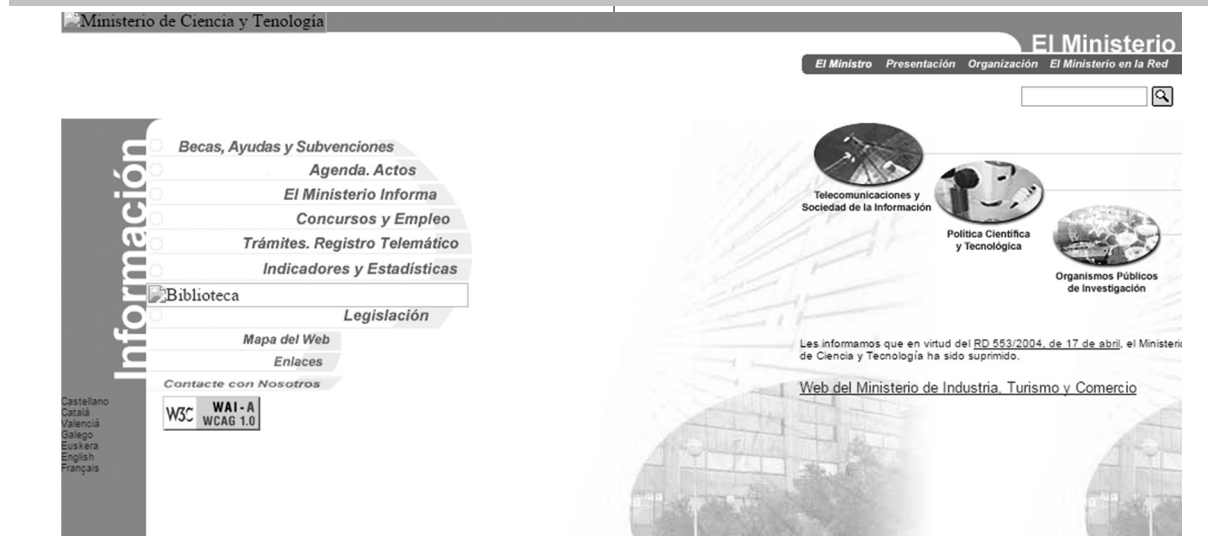 Ministerio de Ciencia y Tenología
El Ministerio
El Ministro Presentación Organización El Ministerio en la Red
Información
Becas, Ayudas y Subvenciones
Agenda. Actos
El Ministerio Informa
Concursos y Empleo
Trámites. Registro Telemático
Indicadores y Estadísticas
Biblioteca
Legislación
Mapa del Web
Enlaces
Contacte con Nosotros
W3C WAI-A
WCAG 1.0
Castellano
Català
Valencià
Galego
Euskera
English
Français
Telecomunicaciones y
Sociedad de la Información
Política Científica
y Tecnológica
Organismos Públicos
de Investigación
Les informamos que en virtud del RD 553/2004, de 17 de abril, el Ministerio
de Ciencia y Tecnología ha sido suprimido.
Web del Ministerio de Industria, Turismo y Comercio